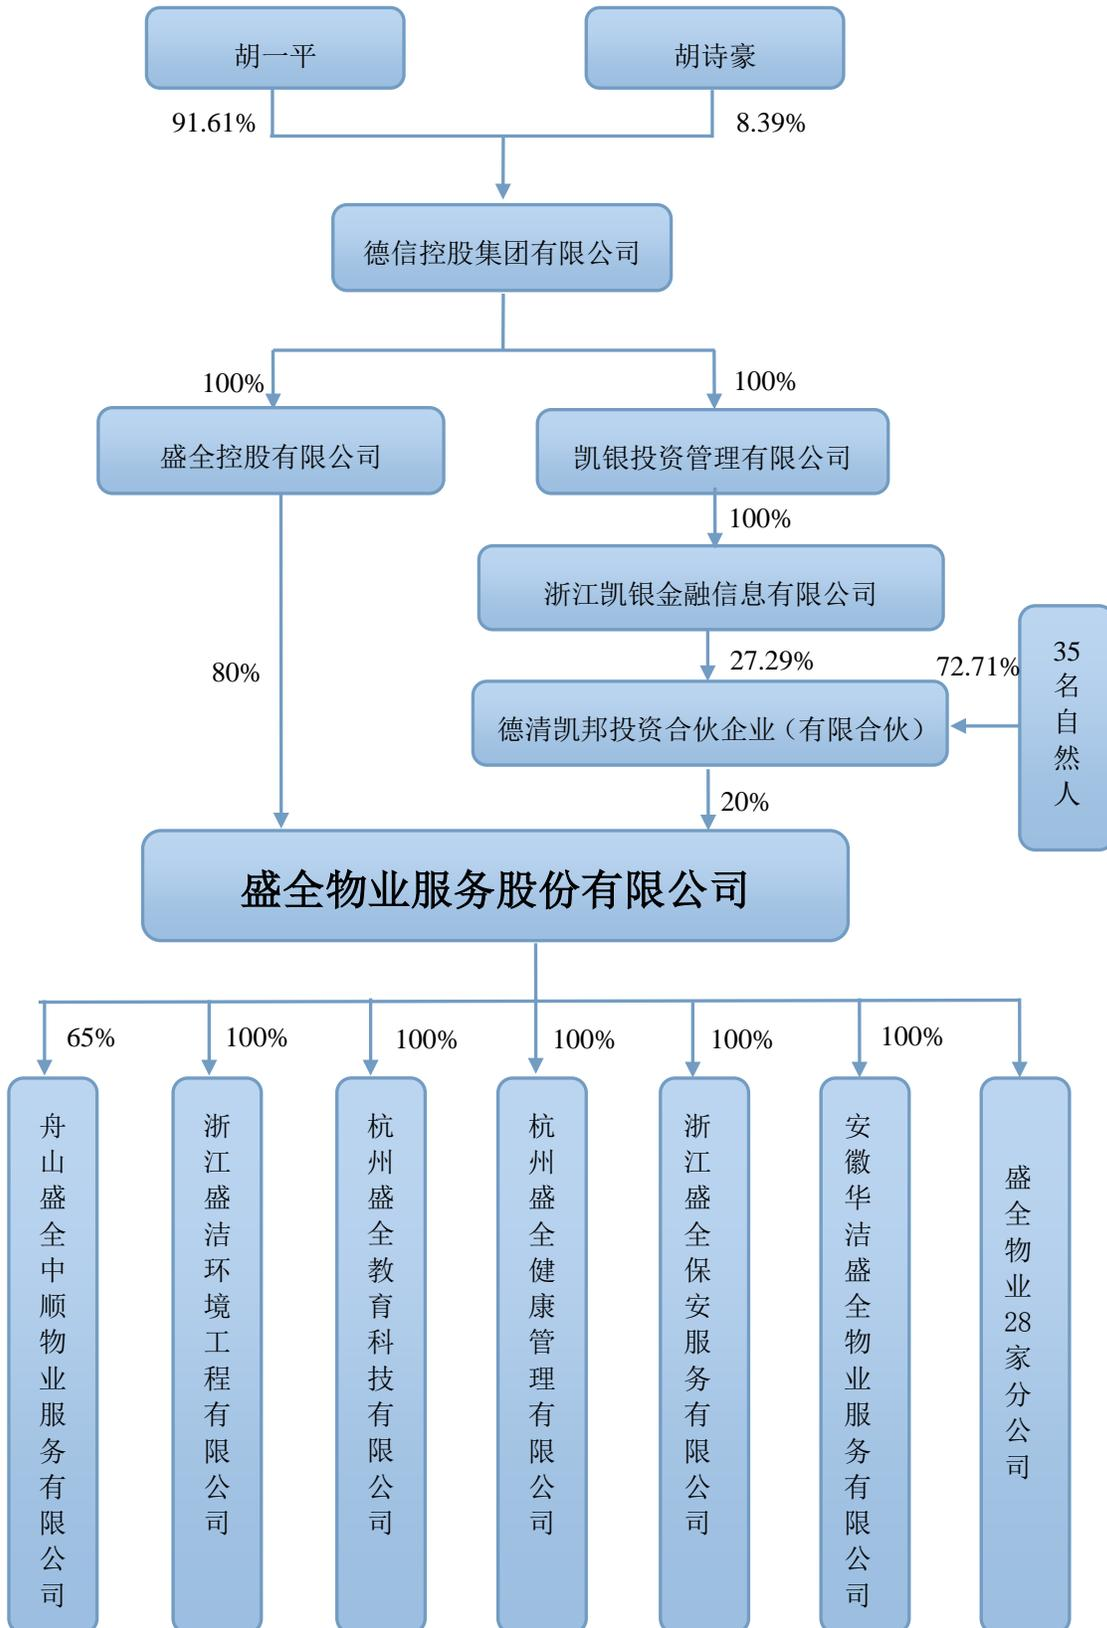 胡一平
胡诗豪
91.61%
8.39%
德信控股集团有限公司
100%
100%
盛全控股有限公司
凯银投资管理有限公司
100%
浙江凯银金融信息有限公司
80%
27.29%
72.71%
35名自然人
德清凯邦投资合伙企业（有限合伙）
20%
盛全物业服务股份有限公司
65%
100%
100%
100%
100%
100%
舟山盛全中顺物业服务有限公司
浙江盛洁环境工程有限公司
杭州盛全教育科技有限公司
杭州盛全健康管理有限公司
浙江盛全保安服务有限公司
安徽华洁盛全物业服务有限公司
盛全物业28家分公司